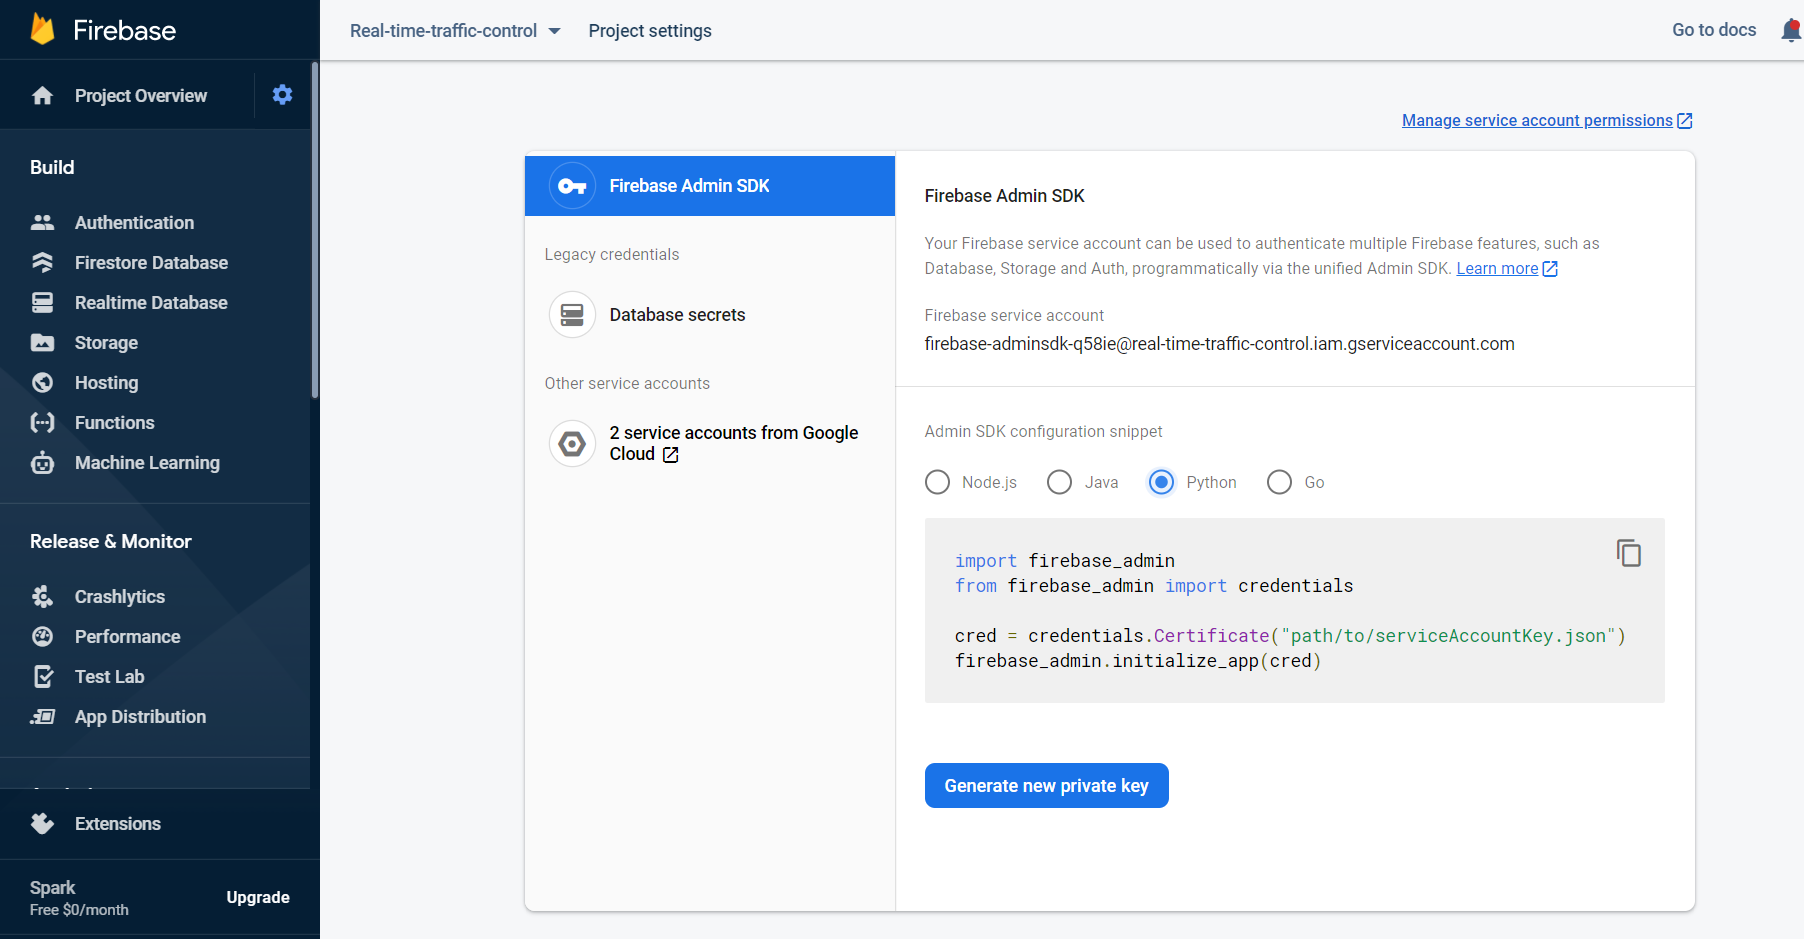 Firebase
Real-time-traffic-control
Project settings
Go to docs
Project Overview
Build
Authentication
Firestore Database
Realtime Database
Storage
Hosting
Functions
Machine Learning
Release & Monitor
Crashlytics
Performance
Test Lab
App Distribution
Extensions
Spark
Free $0/month
Upgrade
Manage service account permissions
Firebase Admin SDK
Legacy credentials
Database secrets
Other service accounts
2 service accounts from Google
Cloud
Firebase Admin SDK
Your Firebase service account can be used to authenticate multiple Firebase features, such as
Database, Storage and Auth, programmatically via the unified Admin SDK. Learn more
Firebase service account
firebase-adminsdk-q58ie@real-time-traffic-control.iam.gserviceaccount.com
Admin SDK configuration snippet
Node.js
Java
Python
Go
import firebase_admin
from firebase_admin import credentials
cred = credentials.Certificate("path/to/serviceAccountKey.json")
firebase_admin.initialize_app(cred)
Generate new private key